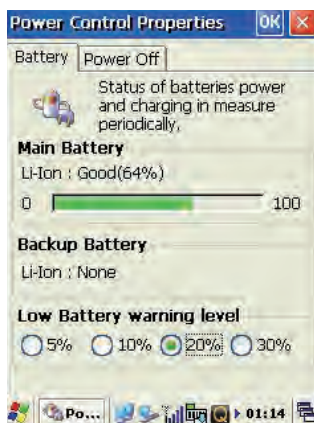 Power Control Properties OK
Battery Power Off
Status of batteries power
and charging in measure
periodically,
Main Battery
Li-Ion : Good(64%)
0 100
Backup Battery
Li-Ion : None
Low Battery warning level
5% 10% 20% 30%
Po... 01:14